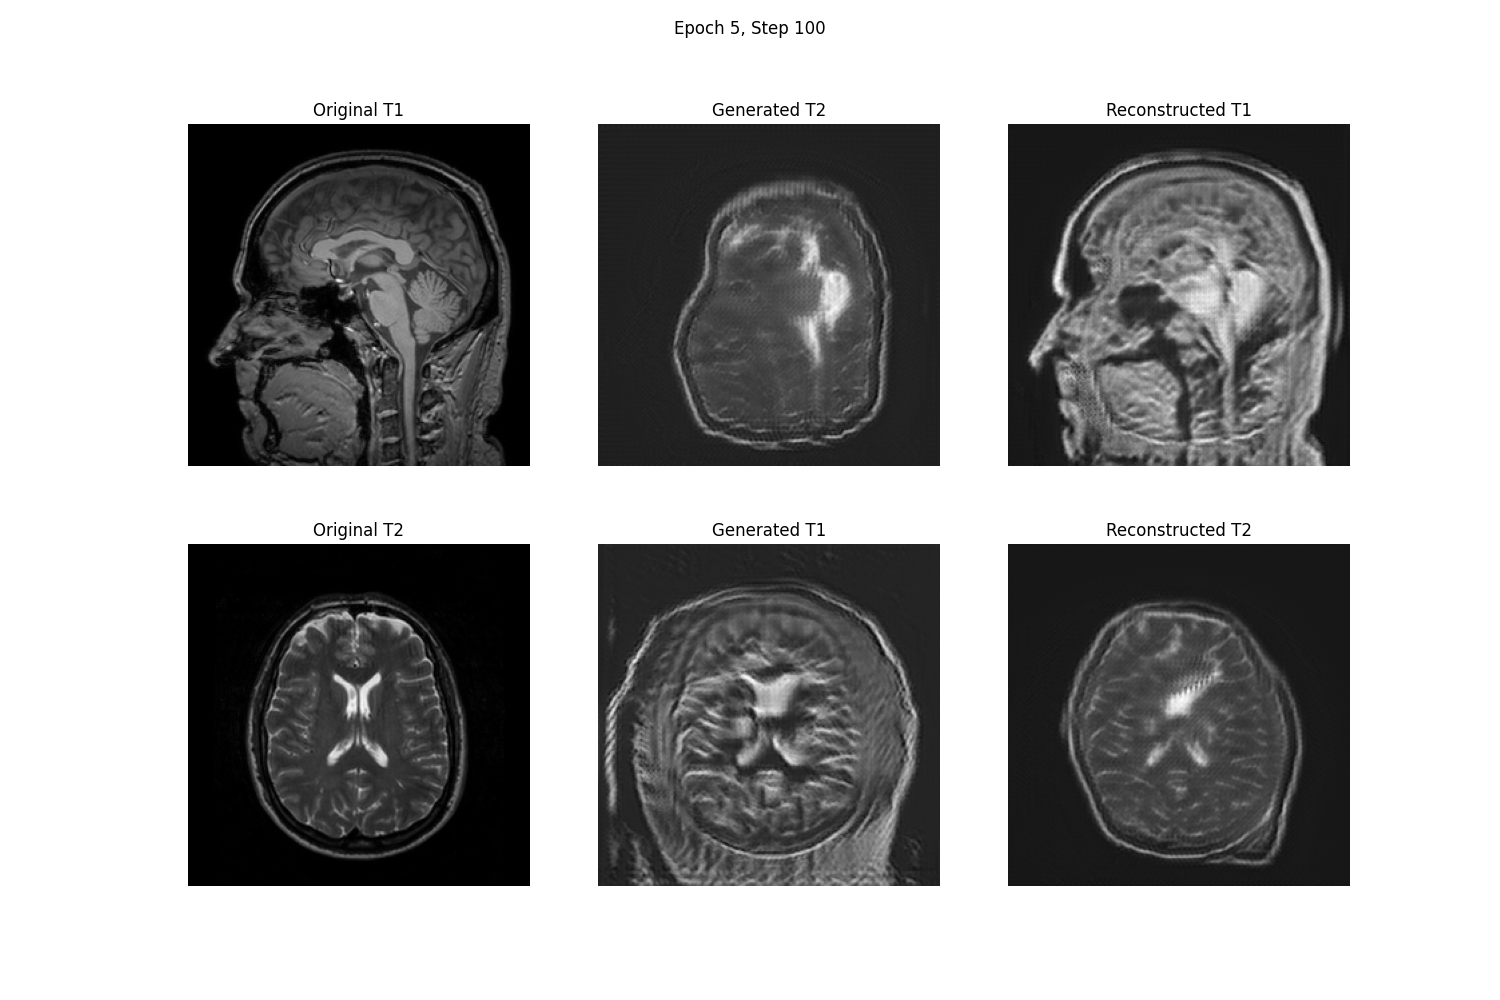 Epoch 5, Step 100
Original T1
Generated T2
Reconstructed T1
Original T2
Generated T1
Reconstructed T2